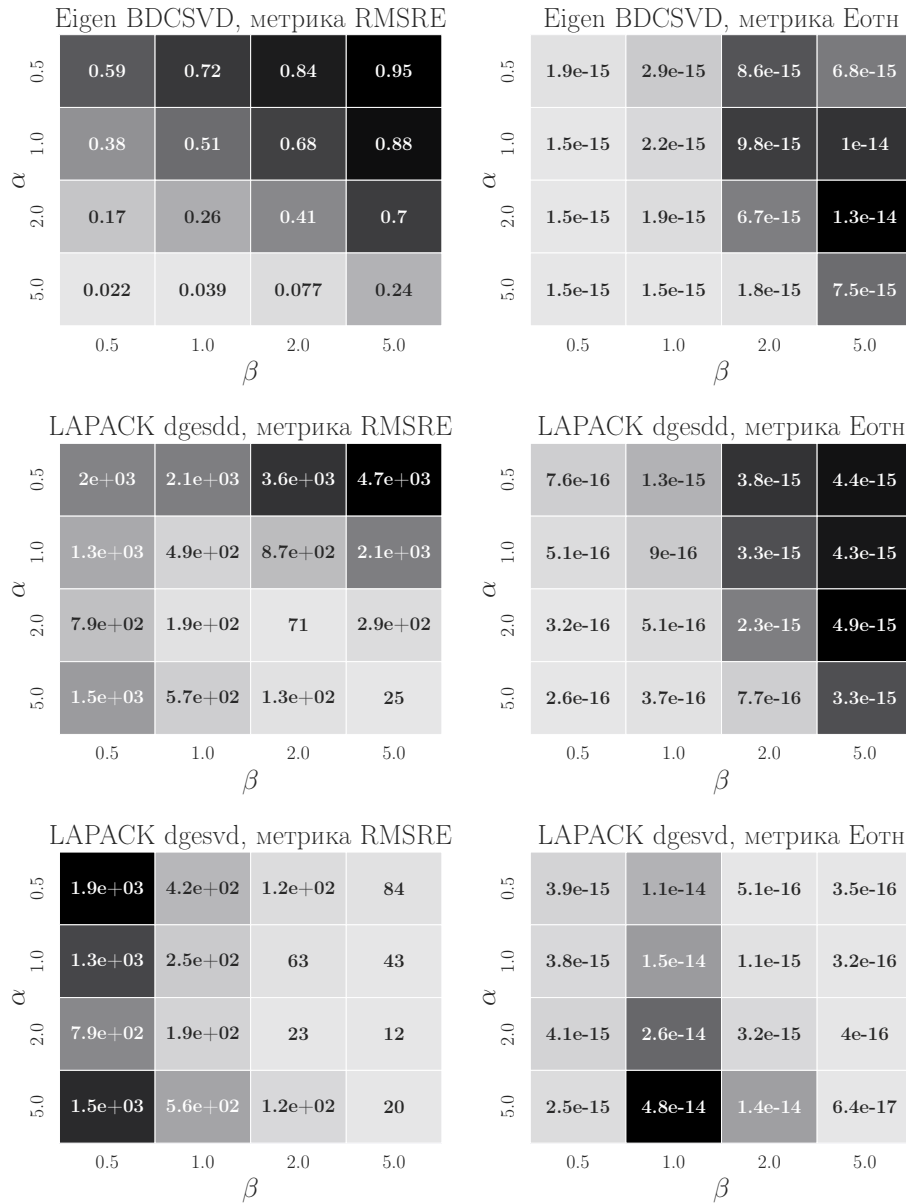 Eigen BDCSVD, метрика RMSRE
α
0.5 0.59 0.72 0.84 0.95
1.0 0.38 0.51 0.68 0.88
2.0 0.17 0.26 0.41 0.7
5.0 0.022 0.039 0.077 0.24
0.5 1.0 2.0 5.0
β
Eigen BDCSVD, метрика Eотн
α
0.5 1.9e-15 2.9e-15 8.6e-15 6.8e-15
1.0 1.5e-15 2.2e-15 9.8e-15 1e-14
2.0 1.5e-15 1.9e-15 6.7e-15 1.3e-14
5.0 1.5e-15 1.5e-15 1.8e-15 7.5e-15
0.5 1.0 2.0 5.0
β
LAPACK dgesdd, метрика RMSRE
α
0.5 2e+03 2.1e+03 3.6e+03 4.7e+03
1.0 1.3e+03 4.9e+02 8.7e+02 2.1e+03
2.0 7.9e+02 1.9e+02 71 2.9e+02
5.0 1.5e+03 5.7e+02 1.3e+02 25
0.5 1.0 2.0 5.0
β
LAPACK dgesdd, метрика Eотн
α
0.5 7.6e-16 1.3e-15 3.8e-15 4.4e-15
1.0 5.1e-16 9e-16 3.3e-15 4.3e-15
2.0 3.2e-16 5.1e-16 2.3e-15 4.9e-15
5.0 2.6e-16 3.7e-16 7.7e-16 3.3e-15
0.5 1.0 2.0 5.0
β
LAPACK dgesvd, метрика RMSRE
α
0.5 1.9e+03 4.2e+02 1.2e+02 84
1.0 1.3e+03 2.5e+02 63 43
2.0 7.9e+02 1.9e+02 23 12
5.0 1.5e+03 5.6e+02 1.2e+02 20
0.5 1.0 2.0 5.0
β
LAPACK dgesvd, метрика Eотн
α
0.5 3.9e-15 1.1e-14 5.1e-16 3.5e-16
1.0 3.8e-15 1.5e-14 1.1e-15 3.2e-16
2.0 4.1e-15 2.6e-14 3.2e-15 4e-16
5.0 2.5e-15 4.8e-14 1.4e-14 6.4e-17
0.5 1.0 2.0 5.0
β